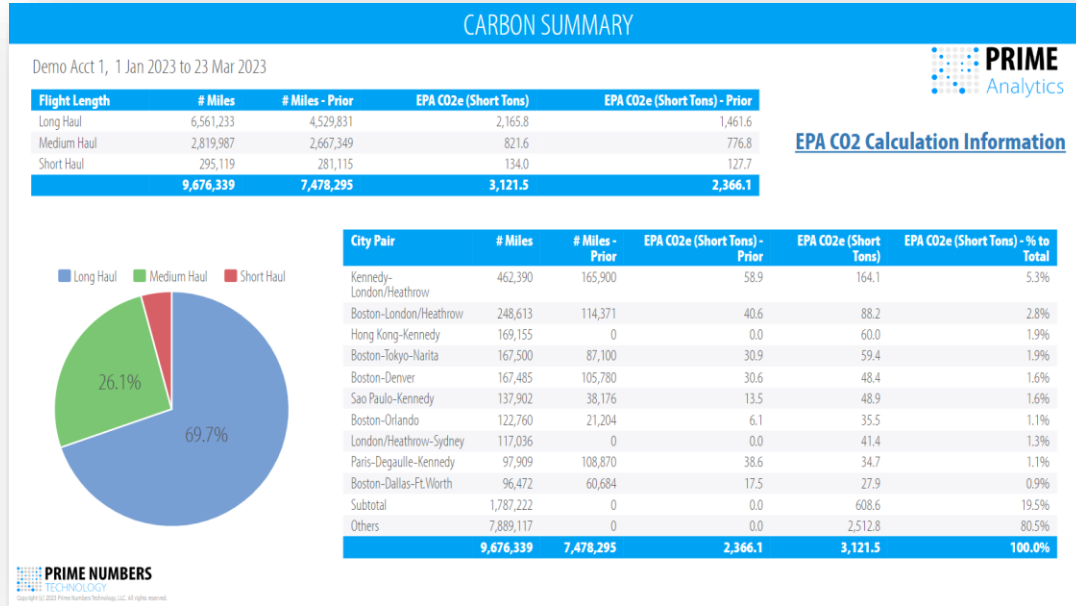 CARBON SUMMARY
Demo Acct 1, 1 Jan 2023 to 23 Mar 2023
PRIME
Analytics
Flight Length # Miles # Miles - Prior EPA CO2e (Short Tons) EPA CO2e (Short Tons) - Prior
Long Haul 6,561,233 4,529,831 2,165.8 1,461.6
Medium Haul 2,819,987 2,667,349 821.6 776.8
Short Haul 295,119 281,115 134.0 127.7
9,676,339 7,478,295 3,121.5 2,366.1
EPA CO2 Calculation Information
Long Haul Medium Haul Short Haul
26.1%
69.7%
City Pair # Miles # Miles - EPA CO2e (Short Tons) - EPA CO2e (Short EPA CO2e (Short Tons) - % to
Prior Prior Tons) Total
Kennedy- 462,390 165,900 58.9 164.1 5.3%
London/Heathrow
Boston-London/Heathrow 248,613 114,371 40.6 88.2 2.8%
Hong Kong-Kennedy 169,155 0 0.0 60.0 1.9%
Boston-Tokyo-Narita 167,500 87,100 30.9 59.4 1.9%
Boston-Denver 167,485 105,780 30.6 48.4 1.6%
Sao Paulo-Kennedy 137,902 38,176 13.5 48.9 1.6%
Boston-Orlando 122,760 21,204 6.1 35.5 1.1%
London/Heathrow-Sydney 117,036 0 0.0 41.4 1.3%
Paris-Degaulle-Kennedy 97,909 108,870 38.6 34.7 1.1%
Boston-Dallas-Ft.Worth 96,472 60,684 17.5 27.9 0.9%
Subtotal 1,787,222 0 0.0 608.6 19.5%
Others 7,889,117 0 0.0 2,512.8 80.5%
9,676,339 7,478,295 2,366.1 3,121.5 100.0%
PRIME NUMBERS
TECHNOLOGY
Copyright (c) 2023 Prime Numbers Technology, LLC. All rights reserved.